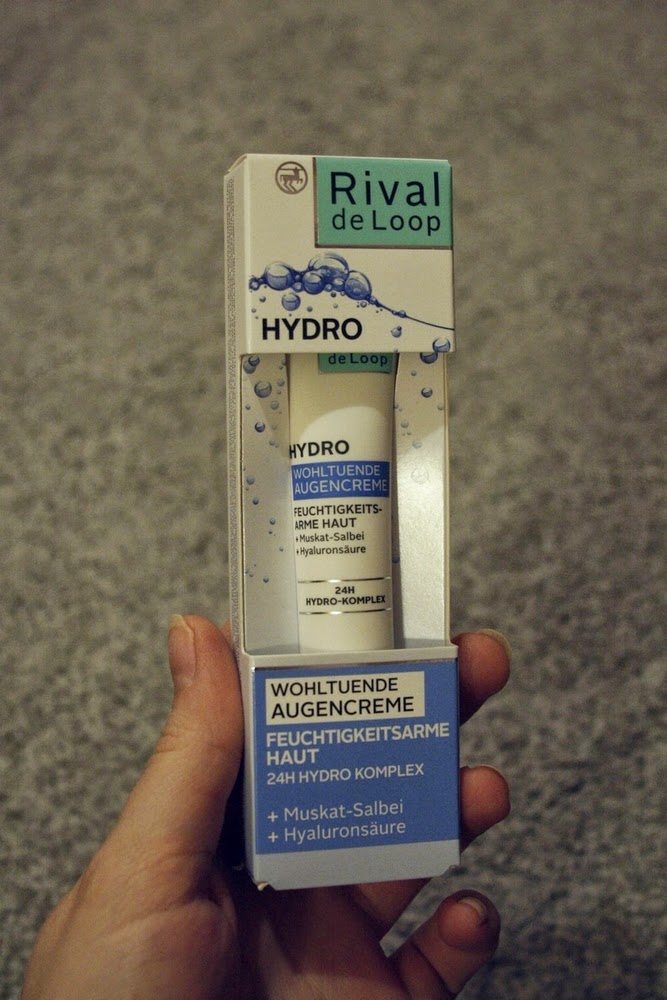 Rival
de Loop
HYDRO
de Loop
HYDRO
WOHLTUENDE
AUGENCREME
FEUCHTIGKEITS-
ARME HAUT
+Muskat-Salbei
+Hyaluronsäure
24H
HYDRO-KOMPLEX
WOHLTUENDE
AUGENCREME
FEUCHTIGKEITSARME
HAUT
24H HYDRO KOMPLEX
+ Muskat-Salbei
+ Hyaluronsäure